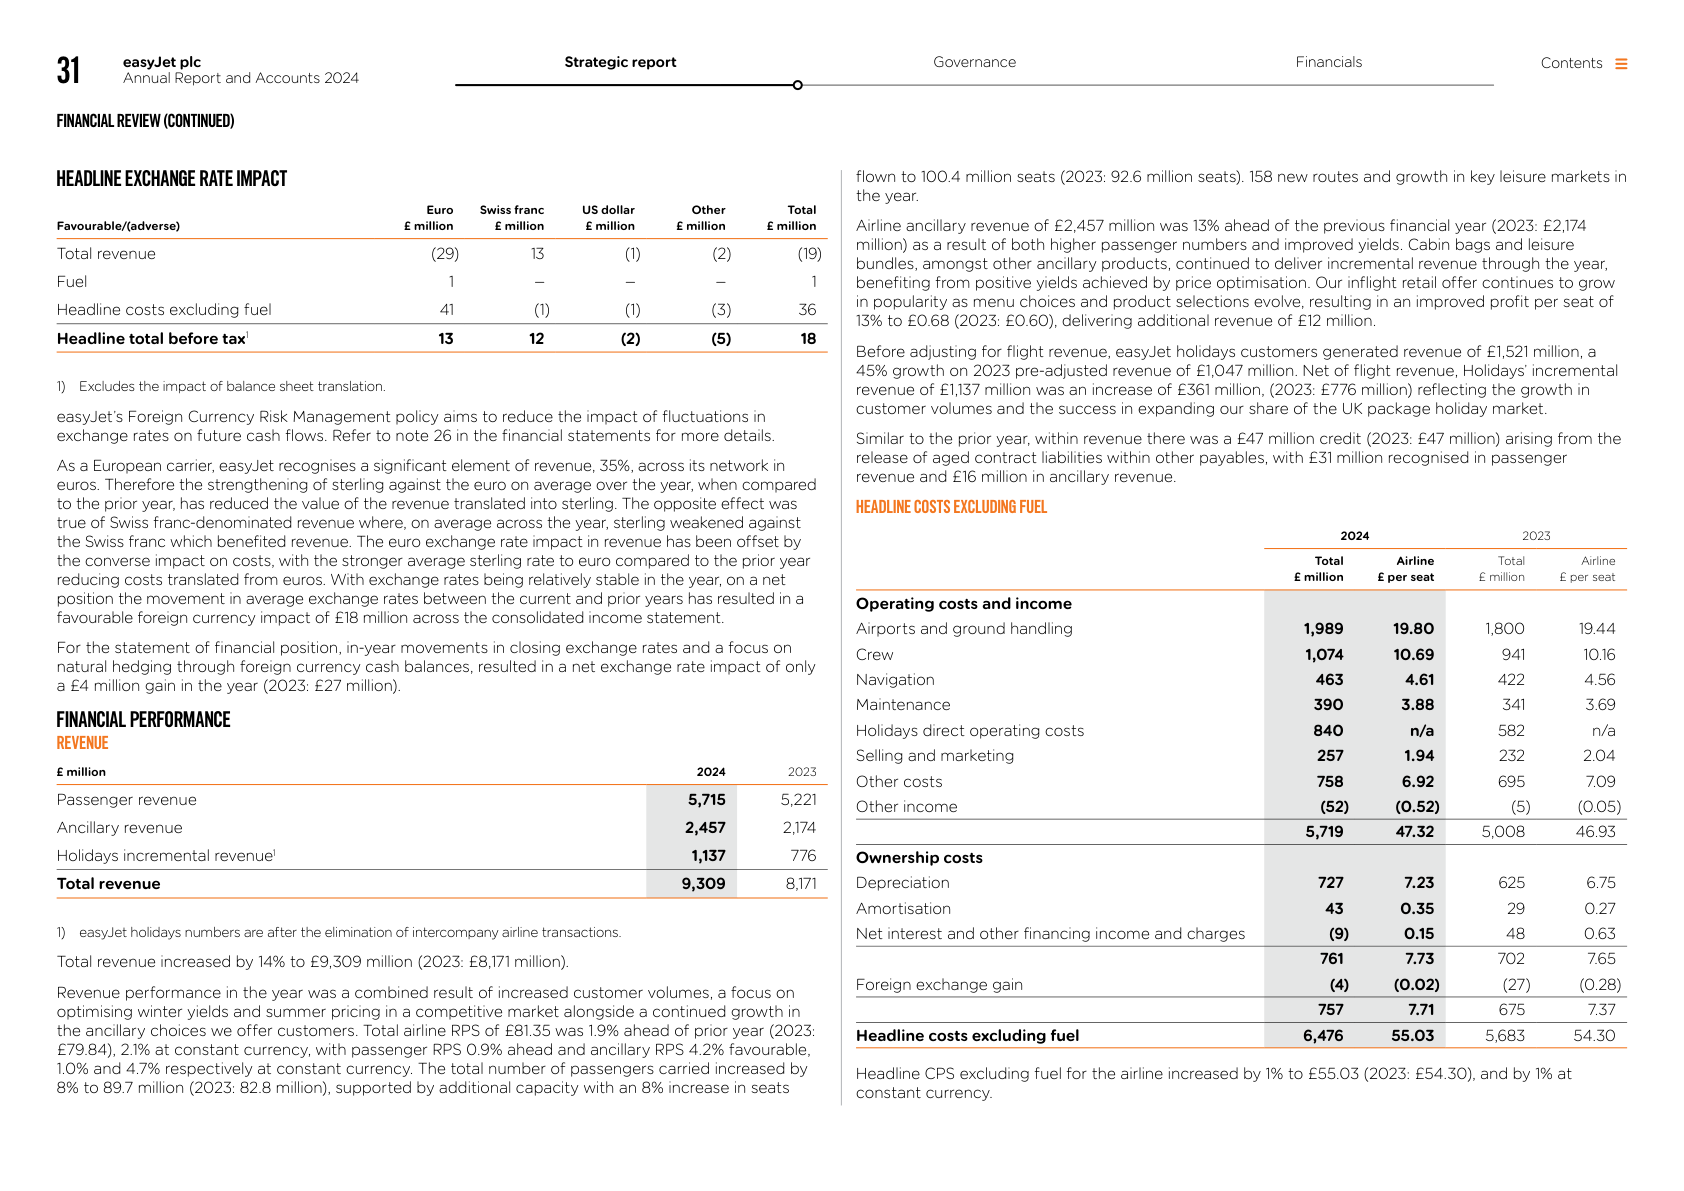 31
easyJet plc
Annual Report and Accounts 2024
Strategic report
Governance
Financials
Contents
FINANCIAL REVIEW (CONTINUED)
HEADLINE EXCHANGE RATE IMPACT
Favourable/(adverse) Euro £ million Swiss franc £ million US dollar £ million Other £ million Total £ million
Total revenue (29) 13 (1) (2) (19)
Fuel 1 – – – 1
Headline costs excluding fuel 41 (1) (1) (3) 36
Headline total before tax1 13 12 (2) (5) 18
1) Excludes the impact of balance sheet translation.
easyJet's Foreign Currency Risk Management policy aims to reduce the impact of fluctuations in
exchange rates on future cash flows. Refer to note 26 in the financial statements for more details.
As a European carrier, easyJet recognises a significant element of revenue, 35%, across its network in
euros. Therefore the strengthening of sterling against the euro on average over the year, when compared
to the prior year, has reduced the value of the revenue translated into sterling. The opposite effect was
true of Swiss franc-denominated revenue where, on average across the year, sterling weakened against
the Swiss franc which benefited revenue. The euro exchange rate impact in revenue has been offset by
the converse impact on costs, with the stronger average sterling rate to euro compared to the prior year
reducing costs translated from euros. With exchange rates being relatively stable in the year, on a net
position the movement in average exchange rates between the current and prior years has resulted in a
favourable foreign currency impact of £18 million across the consolidated income statement.
For the statement of financial position, in-year movements in closing exchange rates and a focus on
natural hedging through foreign currency cash balances, resulted in a net exchange rate impact of only
a £4 million gain in the year (2023: £27 million).
FINANCIAL PERFORMANCE
REVENUE
£ million 2024 2023
Passenger revenue 5,715 5,221
Ancillary revenue 2,457 2,174
Holidays incremental revenue1 1,137 776
Total revenue 9,309 8,171
1) easyJet holidays numbers are after the elimination of intercompany airline transactions.
Total revenue increased by 14% to £9,309 million (2023: £8,171 million).
Revenue performance in the year was a combined result of increased customer volumes, a focus on
optimising winter yields and summer pricing in a competitive market alongside a continued growth in
the ancillary choices we offer customers. Total airline RPS of £81.35 was 1.9% ahead of prior year (2023:
£79.84), 2.1% at constant currency, with passenger RPS 0.9% ahead and ancillary RPS 4.2% favourable,
1.0% and 4.7% respectively at constant currency. The total number of passengers carried increased by
8% to 89.7 million (2023: 82.8 million), supported by additional capacity with an 8% increase in seats
flown to 100.4 million seats (2023: 92.6 million seats). 158 new routes and growth in key leisure markets in
the year.
Airline ancillary revenue of £2,457 million was 13% ahead of the previous financial year (2023: £2,174
million) as a result of both higher passenger numbers and improved yields. Cabin bags and leisure
bundles, amongst other ancillary products, continued to deliver incremental revenue through the year,
benefiting from positive yields achieved by price optimisation. Our inflight retail offer continues to grow
in popularity as menu choices and product selections evolve, resulting in an improved profit per seat of
13% to £0.68 (2023: £0.60), delivering additional revenue of £12 million.
Before adjusting for flight revenue, easyJet holidays customers generated revenue of £1,521 million, a
45% growth on 2023 pre-adjusted revenue of £1,047 million. Net of flight revenue, Holidays' incremental
revenue of £1,137 million was an increase of £361 million, (2023: £776 million) reflecting the growth in
customer volumes and the success in expanding our share of the UK package holiday market.
Similar to the prior year, within revenue there was a £47 million credit (2023: £47 million) arising from the
release of aged contract liabilities within other payables, with £31 million recognised in passenger
revenue and £16 million in ancillary revenue.
HEADLINE COSTS EXCLUDING FUEL
2024 2023
Total £ million Airline £ per seat Total £ million Airline £ per seat
Operating costs and income
Airports and ground handling 1,989 19.80 1,800 19.44
Crew 1,074 10.69 941 10.16
Navigation 463 4.61 422 4.56
Maintenance 390 3.88 341 3.69
Holidays direct operating costs 840 n/a 582 n/a
Selling and marketing 257 1.94 232 2.04
Other costs 758 6.92 695 7.09
Other income (52) (0.52) (5) (0.05)
5,719 47.32 5,008 46.93
Ownership costs
Depreciation 727 7.23 625 6.75
Amortisation 43 0.35 29 0.27
Net interest and other financing income and charges (9) 0.15 48 0.63
761 7.73 702 7.65
Foreign exchange gain (4) (0.02) (27) (0.28)
757 7.71 675 7.37
Headline costs excluding fuel 6,476 55.03 5,683 54.30
Headline CPS excluding fuel for the airline increased by 1% to £55.03 (2023: £54.30), and by 1% at
constant currency.